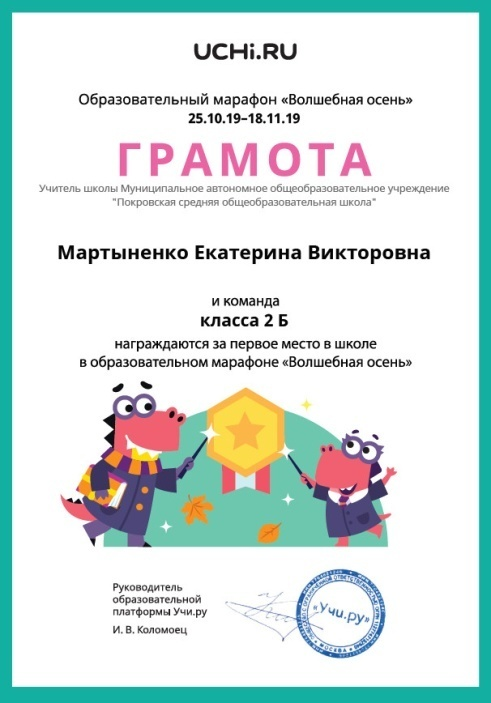 UCHi.RU
Образовательный марафон «Волшебная осень»
25.10.19–18.11.19
ГРАМОТА
Учитель школы Муниципальное автономное общеобразовательное учреждение
"Покровская средняя общеобразовательная школа"
Мартыненко Екатерина Викторовна
и команда
класса 2 Б
награждаются за первое место в школе
в образовательном марафоне «Волшебная осень»
Руководитель
образовательной
платформы Учи.ру
И. В. Коломоец
«Учи.ру»
МОСКВА